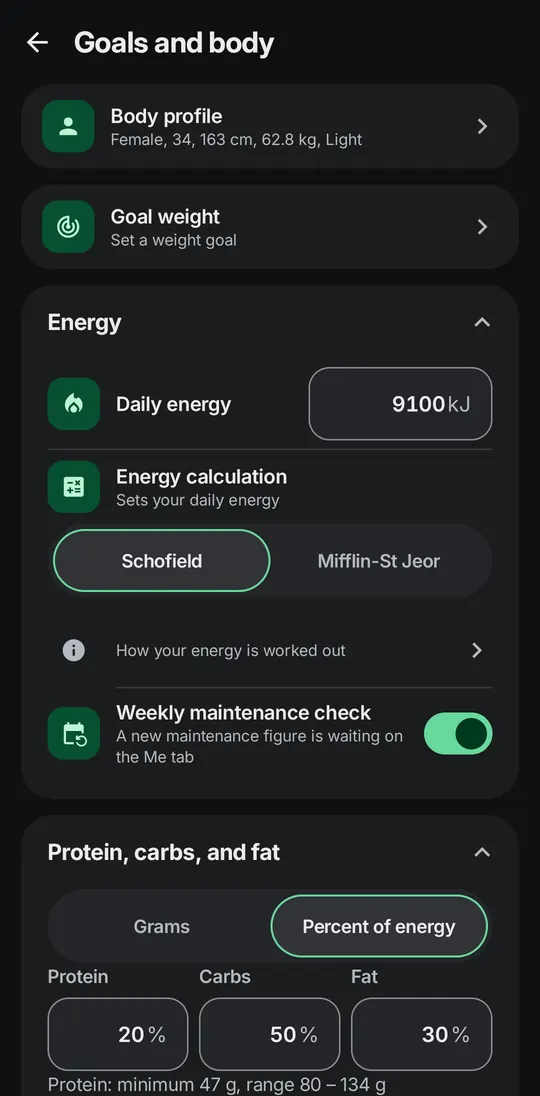 Goals and body
Body profile
Female, 34, 163 cm, 62.8 kg, Light
Goal weight
Set a weight goal
Energy
Daily energy
9100 kJ
Energy calculation
Sets your daily energy
Schofield
Mifflin-St Jeor
How your energy is worked out
Weekly maintenance check
A new maintenance figure is waiting on
the Me tab
Protein, carbs, and fat
Grams
Percent of energy
Protein
Carbs
Fat
20 %
50 %
30 %
Protein: minimum 47 g, range 80 – 134 g